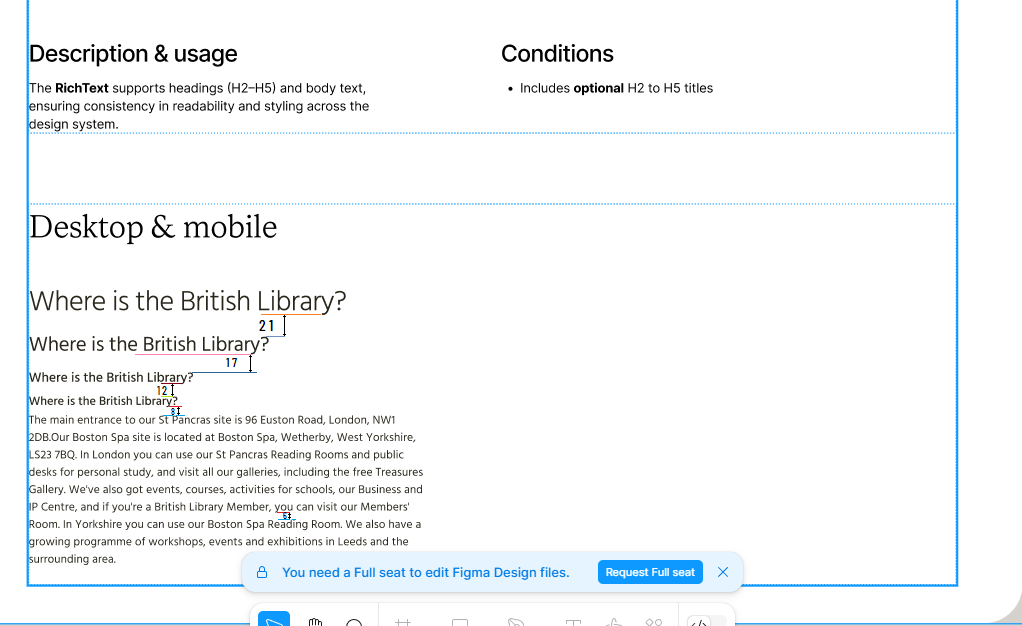 Description & usage
The RichText supports headings (H2–H5) and body text,
ensuring consistency in readability and styling across the
design system.
Conditions
• Includes optional H2 to H5 titles
Desktop & mobile
Where is the British Library?
21
Where is the British Library?
17
Where is the British Library?
12
Where is the British Library?
8
The main entrance to our St Pancras site is 96 Euston Road, London, NW1
2DB.Our Boston Spa site is located at Boston Spa, Wetherby, West Yorkshire,
LS23 7BQ. In London you can use our St Pancras Reading Rooms and public
desks for personal study, and visit all our galleries, including the free Treasures
Gallery. We've also got events, courses, activities for schools, our Business and
IP Centre, and if you're a British Library Member, you can visit our Members'
Room. In Yorkshire you can use our Boston Spa Reading Room. We also have a
growing programme of workshops, events and exhibitions in Leeds and the
surrounding area.
You need a Full seat to edit Figma Design files.
Request Full seat